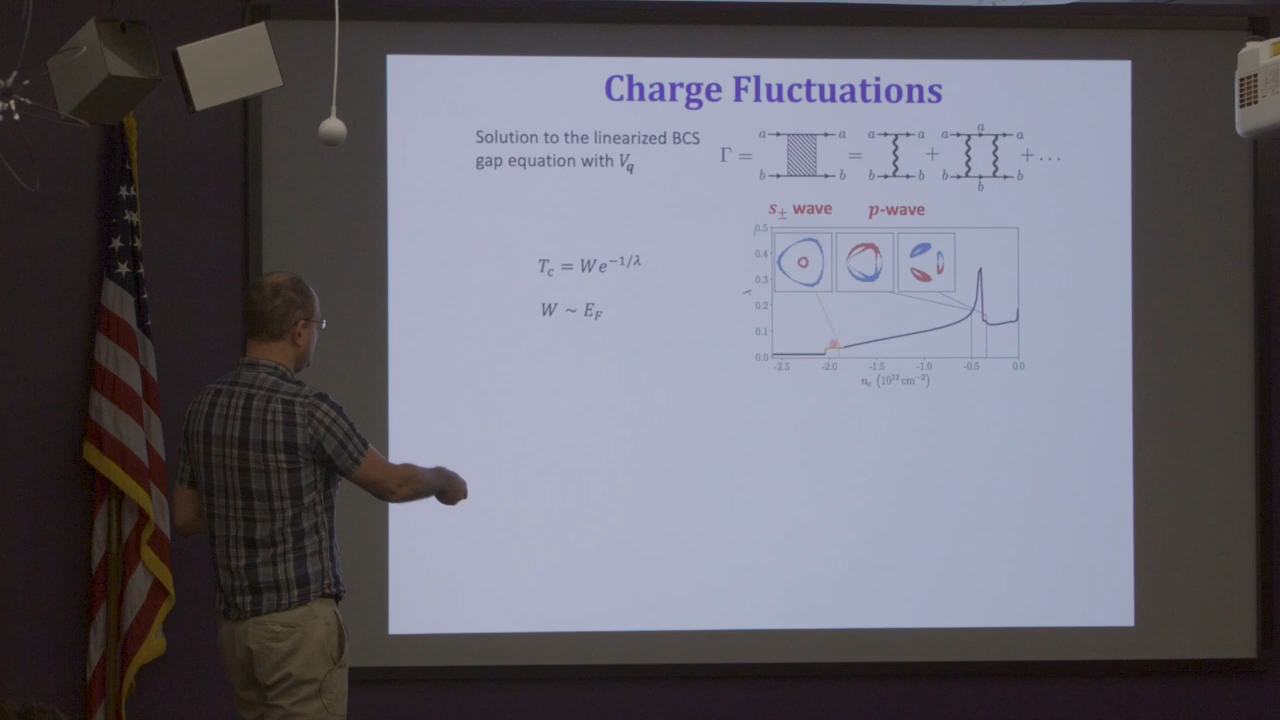 Charge Fluctuations
Solution to the linearized BCS
gap equation with V_q
Γ = a a b b = a a b b + a a a b b b + ...
s± wave p-wave
T_c = We^{-1/λ}
W ~ E_F
0.5
0.4
0.3
λ
0.2
0.1
0.0
-2.5 -2.0 -1.5 -1.0 -0.5 0.0
n_e (10^{12} cm^{-2})